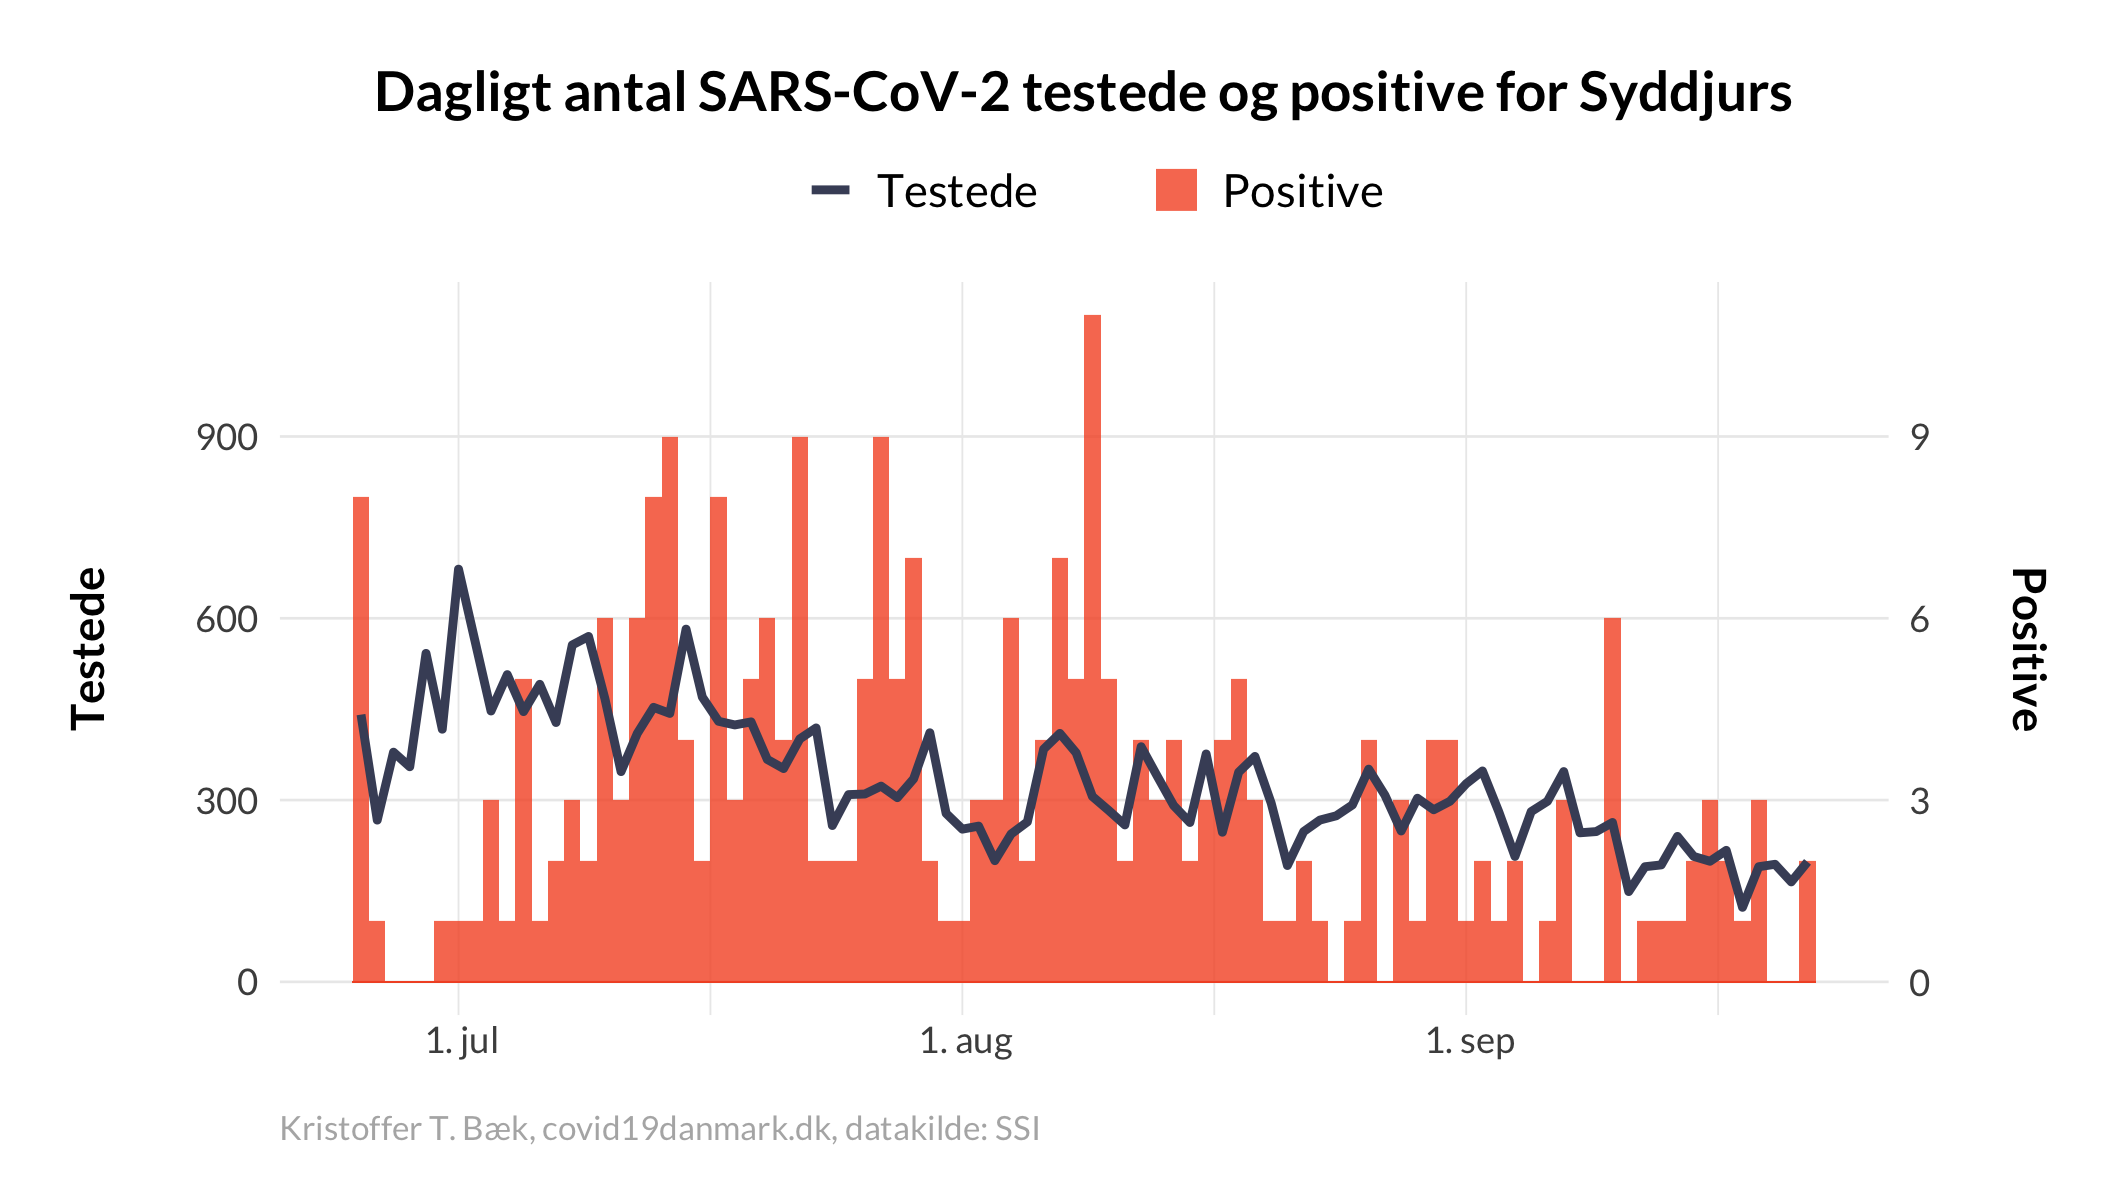 Dagligt antal SARS-CoV-2 testede og positive for Syddjurs
Testede
Positive
Testede
900
600
300
0
9
6
3
0
Positive
1. jul
1. aug
1. sep
Kristoffer T. Bæk, covid19danmark.dk, datakilde: SSI